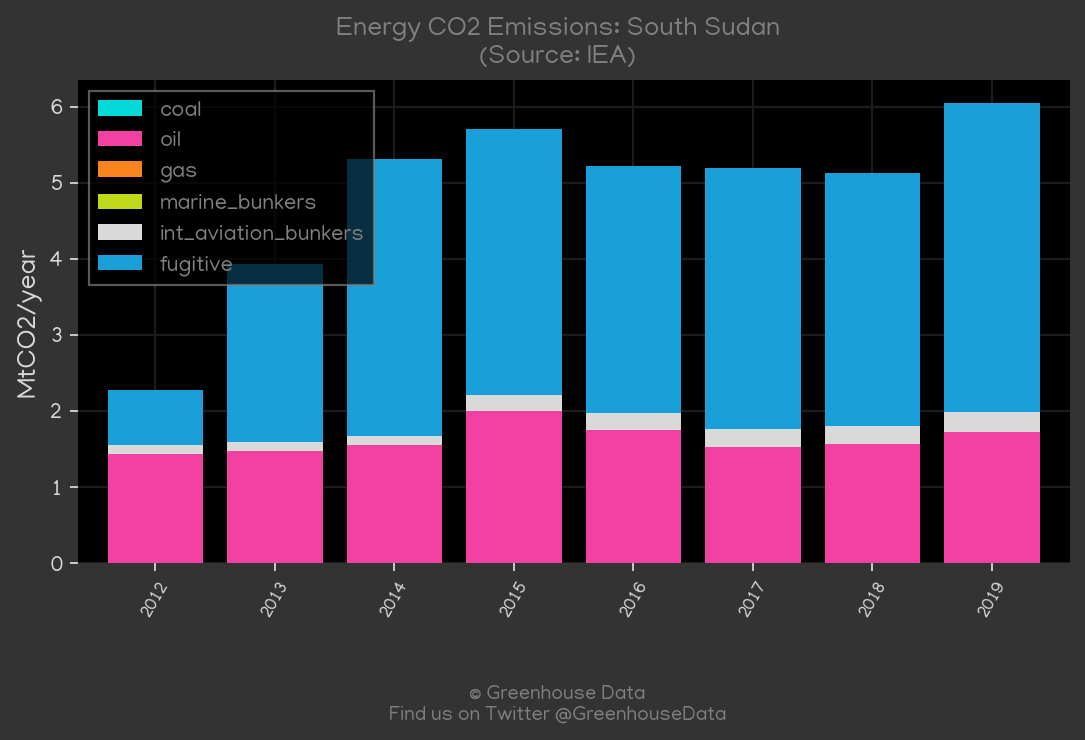 Energy CO2 Emissions: South Sudan
(Source: IEA)
MtCO2/year
6
5
4
3
2
1
0
coal
oil
gas
marine_bunkers
int_aviation_bunkers
fugitive
2012
2013
2014
2015
2016
2017
2018
2019
© Greenhouse Data
Find us on Twitter @GreenhouseData